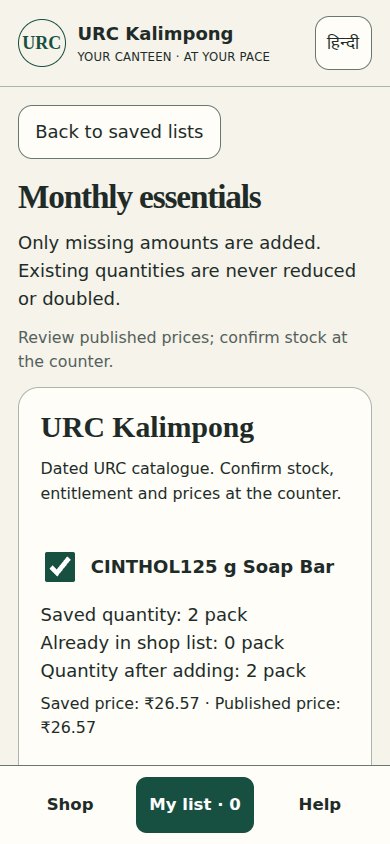 URC
URC Kalimpong
YOUR CANTEEN · AT YOUR PACE
हिन्दी
Back to saved lists
Monthly essentials
Only missing amounts are added.
Existing quantities are never reduced
or doubled.
Review published prices; confirm stock at
the counter.
URC Kalimpong
Dated URC catalogue. Confirm stock,
entitlement and prices at the counter.
CINTHOL125 g Soap Bar
Saved quantity: 2 pack
Already in shop list: 0 pack
Quantity after adding: 2 pack
Saved price: ₹26.57 · Published price:
₹26.57
Shop
My list · 0
Help